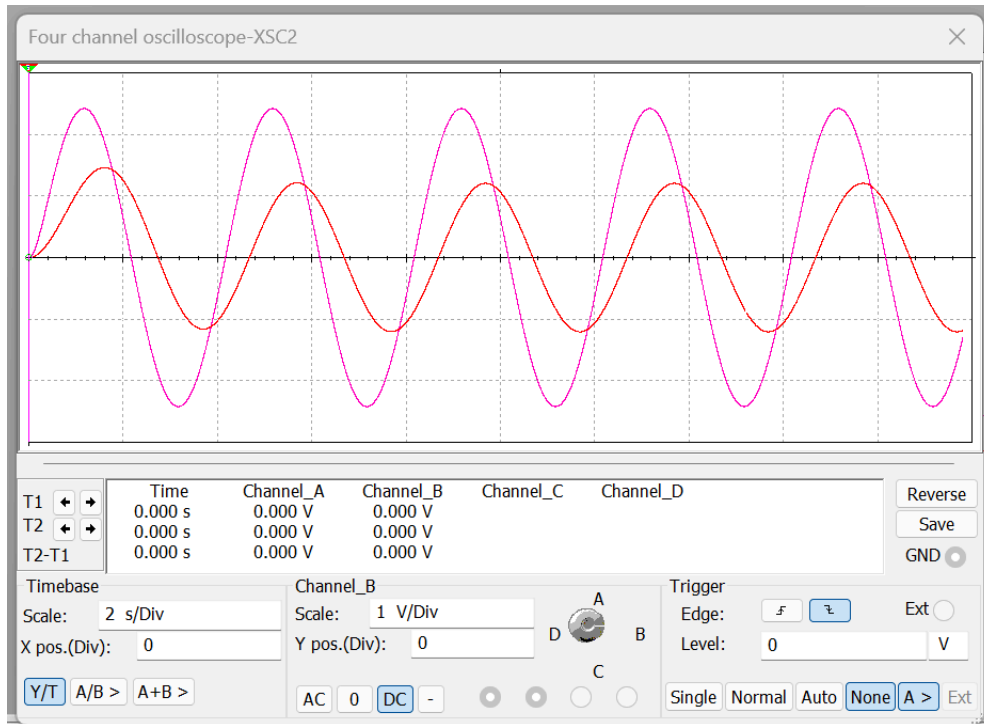 Four channel oscilloscope-XSC2
Time Channel_A Channel_B Channel_C Channel_D
T1 0.000 s 0.000 V 0.000 V
T2 0.000 s 0.000 V 0.000 V
T2-T1 0.000 s 0.000 V 0.000 V
Reverse
Save
GND
Timebase
Scale: 2 s/Div
X pos.(Div): 0
Y/T A/B > A+B >
Channel_B
Scale: 1 V/Div
Y pos.(Div): 0
AC 0 DC -
A
D B
C
Trigger
Edge: Ext
Level: 0 V
Single Normal Auto None A > Ext